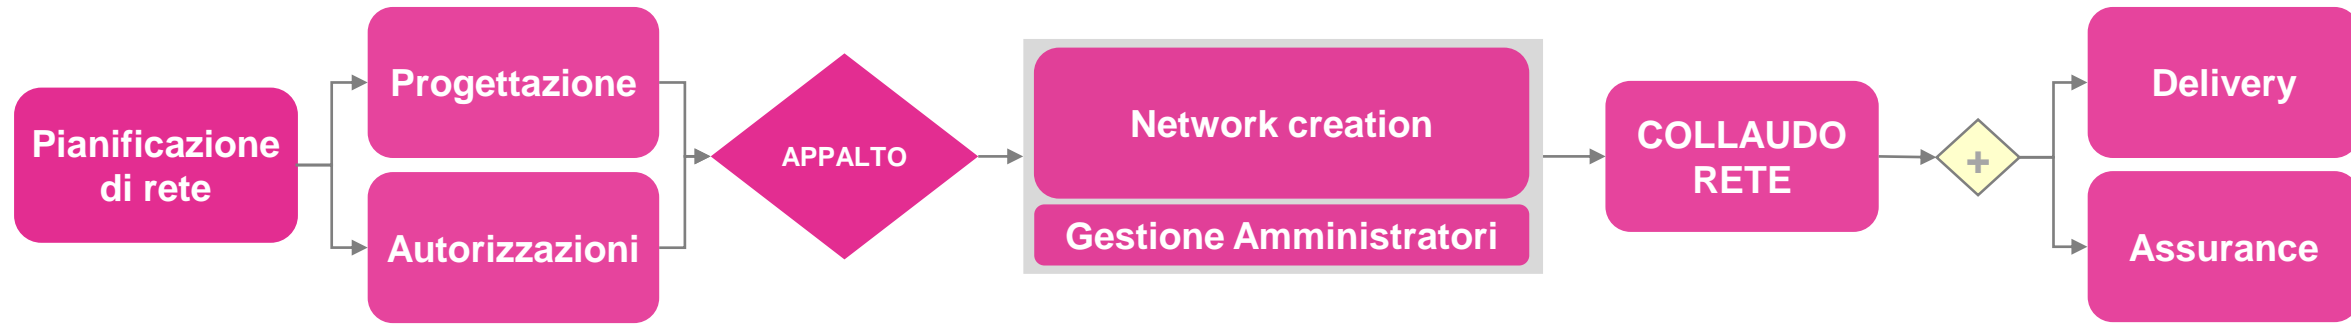 Pianificazione
di rete
Progettazione
Autorizzazioni
APPALTO
Network creation
Gestione Amministratori
COLLAUDO
RETE
+
Delivery
Assurance